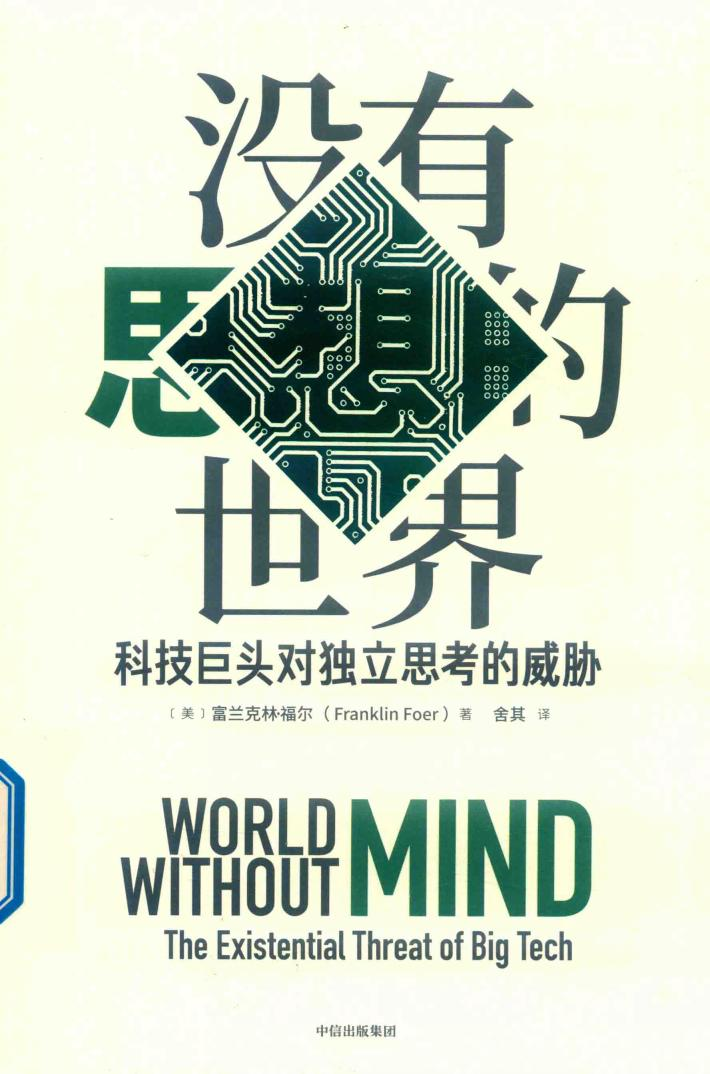 没有
思想的
世界
科技巨头对独立思考的威胁
〔美〕富兰克林·福尔（Franklin Foer）著 舍其 译
WORLD
WITHOUT MIND
The Existential Threat of Big Tech
中信出版集团